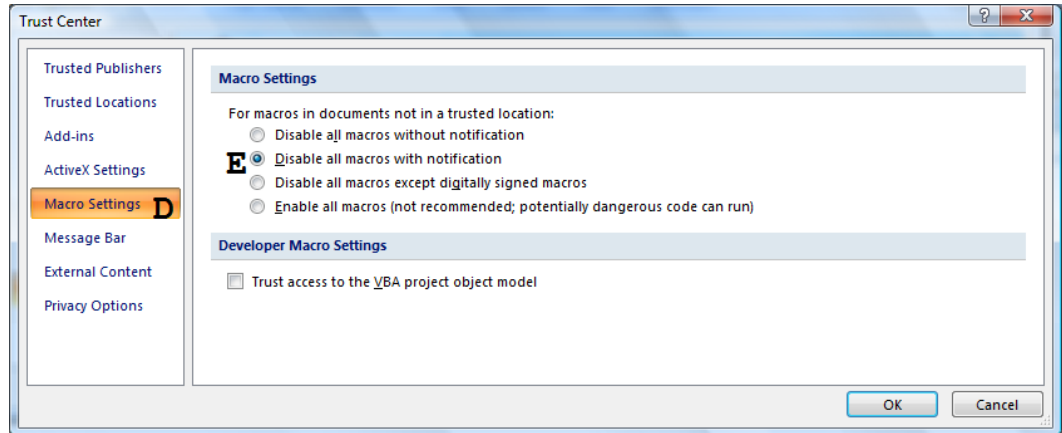 Trust Center
Trusted Publishers
Trusted Locations
Add-ins
ActiveX Settings
Macro Settings D
Message Bar
External Content
Privacy Options
Macro Settings
For macros in documents not in a trusted location:
Disable all macros without notification
E Disable all macros with notification
Disable all macros except digitally signed macros
Enable all macros (not recommended; potentially dangerous code can run)
Developer Macro Settings
Trust access to the VBA project object model
OK
Cancel